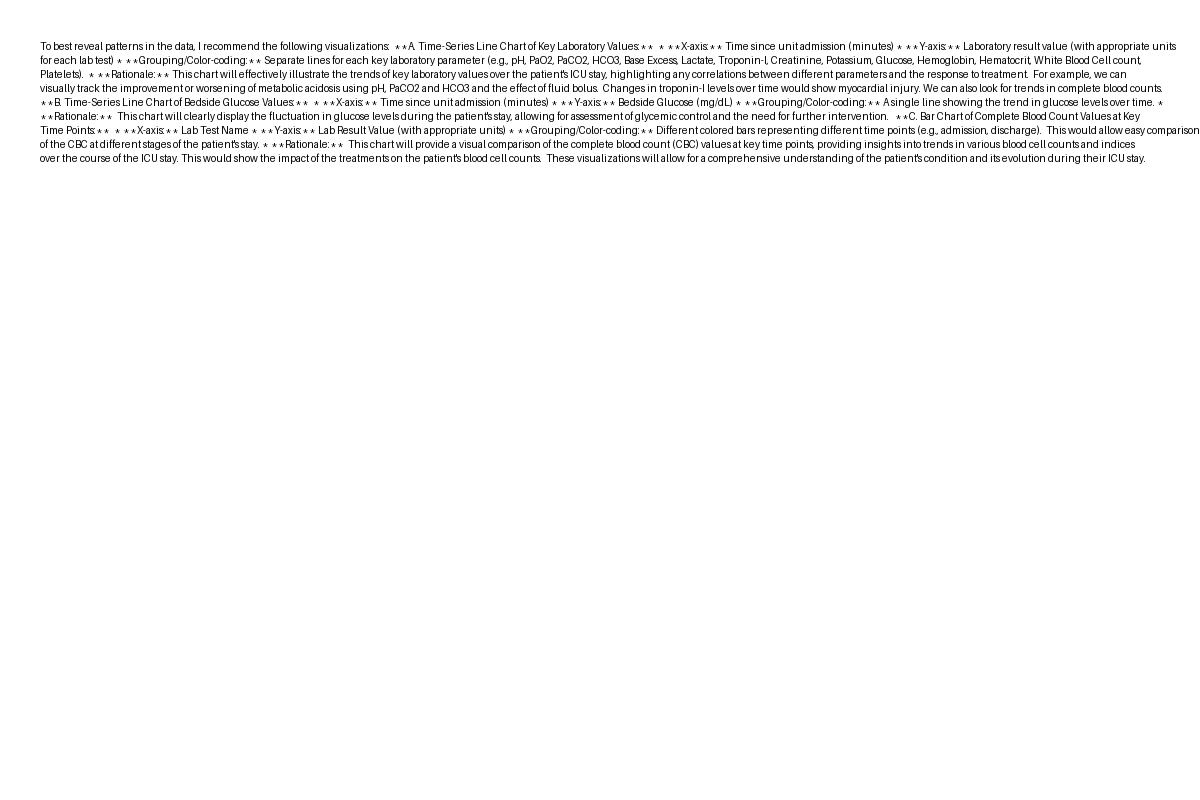 To best reveal patterns in the data, I recommend the following visualizations:  **A. Time-Series Line Chart of Key Laboratory Values:**  * **X-axis:** Time since unit admission (minutes) * **Y-axis:** Laboratory result value (with appropriate units
for each lab test) * **Grouping/Color-coding:** Separate lines for each key laboratory parameter (e.g., pH, PaO2, PaCO2, HCO3, Base Excess, Lactate, Troponin-I, Creatinine, Potassium, Glucose, Hemoglobin, Hematocrit, White Blood Cell count,
Platelets).  * **Rationale:** This chart will effectively illustrate the trends of key laboratory values over the patient's ICU stay, highlighting any correlations between different parameters and the response to treatment.  For example, we can
visually track the improvement or worsening of metabolic acidosis using pH, PaCO2 and HCO3 and the effect of fluid bolus.  Changes in troponin-I levels over time would show myocardial injury. We can also look for trends in complete blood counts.
**B. Time-Series Line Chart of Bedside Glucose Values:**  * **X-axis:** Time since unit admission (minutes) * **Y-axis:** Bedside Glucose (mg/dL) * **Grouping/Color-coding:** A single line showing the trend in glucose levels over time. *
**Rationale:**  This chart will clearly display the fluctuation in glucose levels during the patient's stay, allowing for assessment of glycemic control and the need for further intervention.   **C. Bar Chart of Complete Blood Count Values at Key
Time Points:**  * **X-axis:** Lab Test Name * **Y-axis:** Lab Result Value (with appropriate units) * **Grouping/Color-coding:** Different colored bars representing different time points (e.g., admission, discharge).  This would allow easy comparison
of the CBC at different stages of the patient's stay. * **Rationale:**  This chart will provide a visual comparison of the complete blood count (CBC) values at key time points, providing insights into trends in various blood cell counts and indices
over the course of the ICU stay. This would show the impact of the treatments on the patient's blood cell counts.  These visualizations will allow for a comprehensive understanding of the patient's condition and its evolution during their ICU stay.